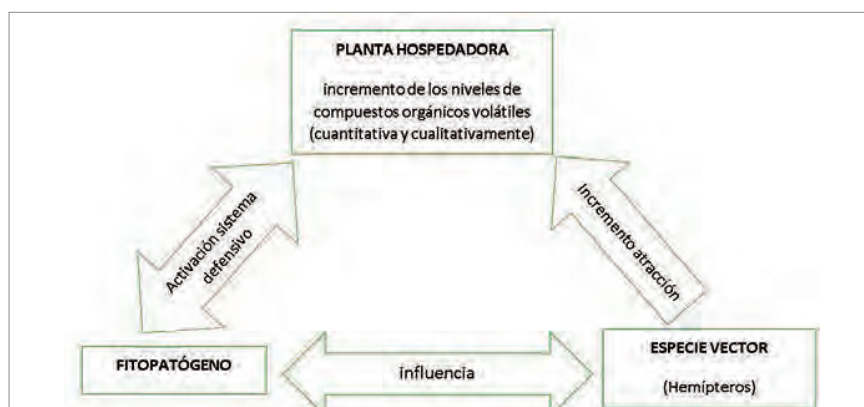 PLANTA HOSPEDADORA
incremento de los niveles de
compuestos orgánicos volátiles
(cuantitativa y cualitativamente)
Activación sistema
defensivo
Incremento atracción
FITOPATÓGENO
influencia
ESPECIE VECTOR
(Hemípteros)